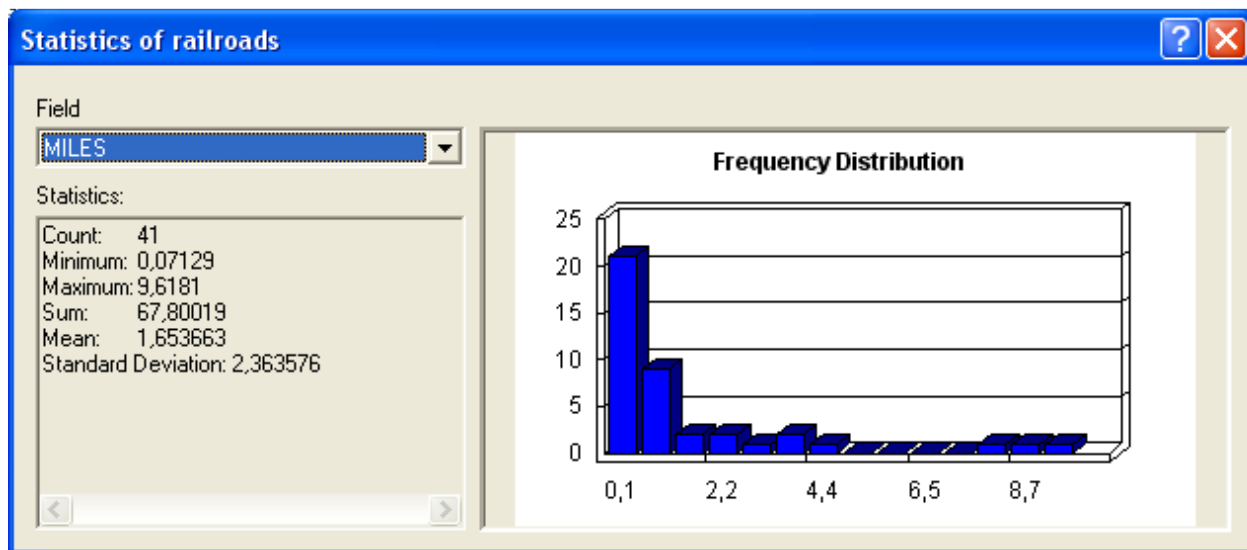 Statistics of railroads
Field
MILES
Statistics:
Count: 41
Minimum: 0,07129
Maximum: 9,6181
Sum: 67,80019
Mean: 1,653663
Standard Deviation: 2,363576
Frequency Distribution
25
20
15
10
5
0
0,1 2,2 4,4 6,5 8,7